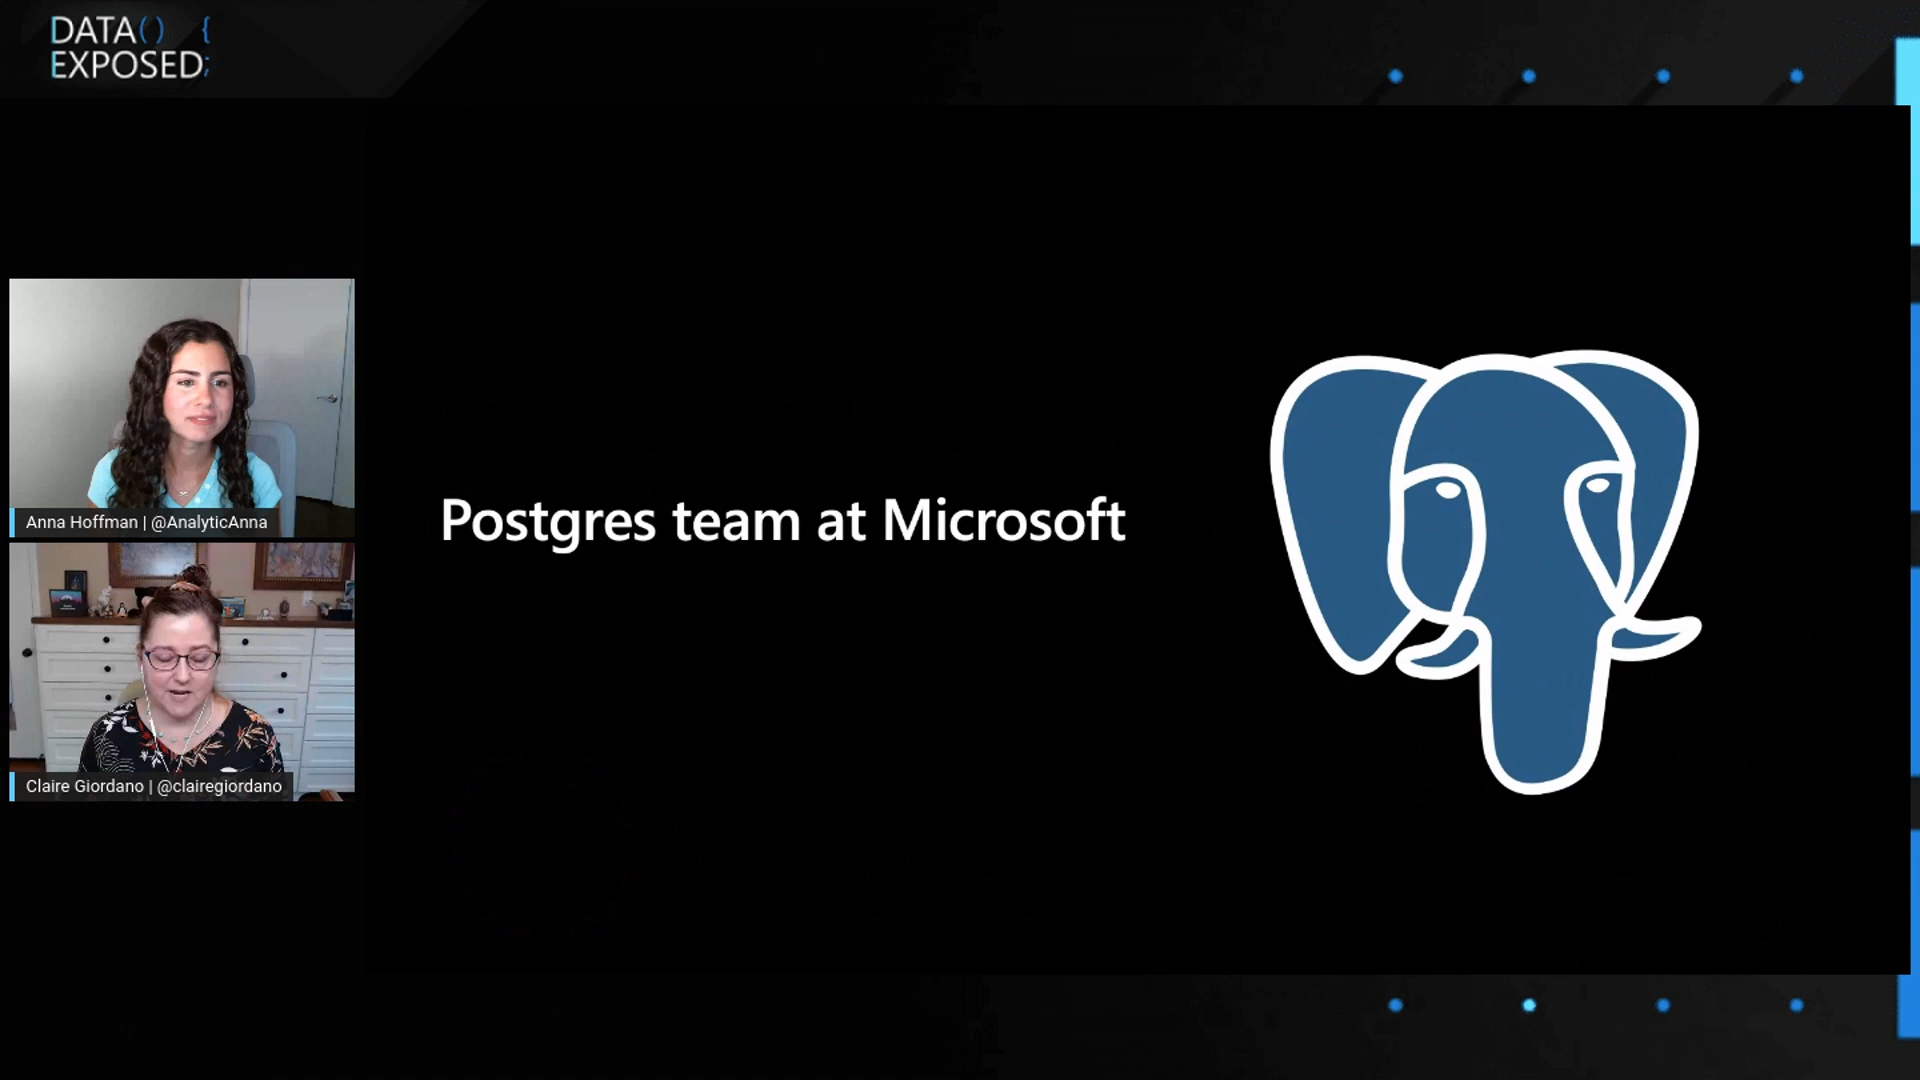 DATA() {
EXPOSED;
Anna Hoffman | @AnalyticAnna
Claire Giordano | @clairegiordano
Postgres team at Microsoft